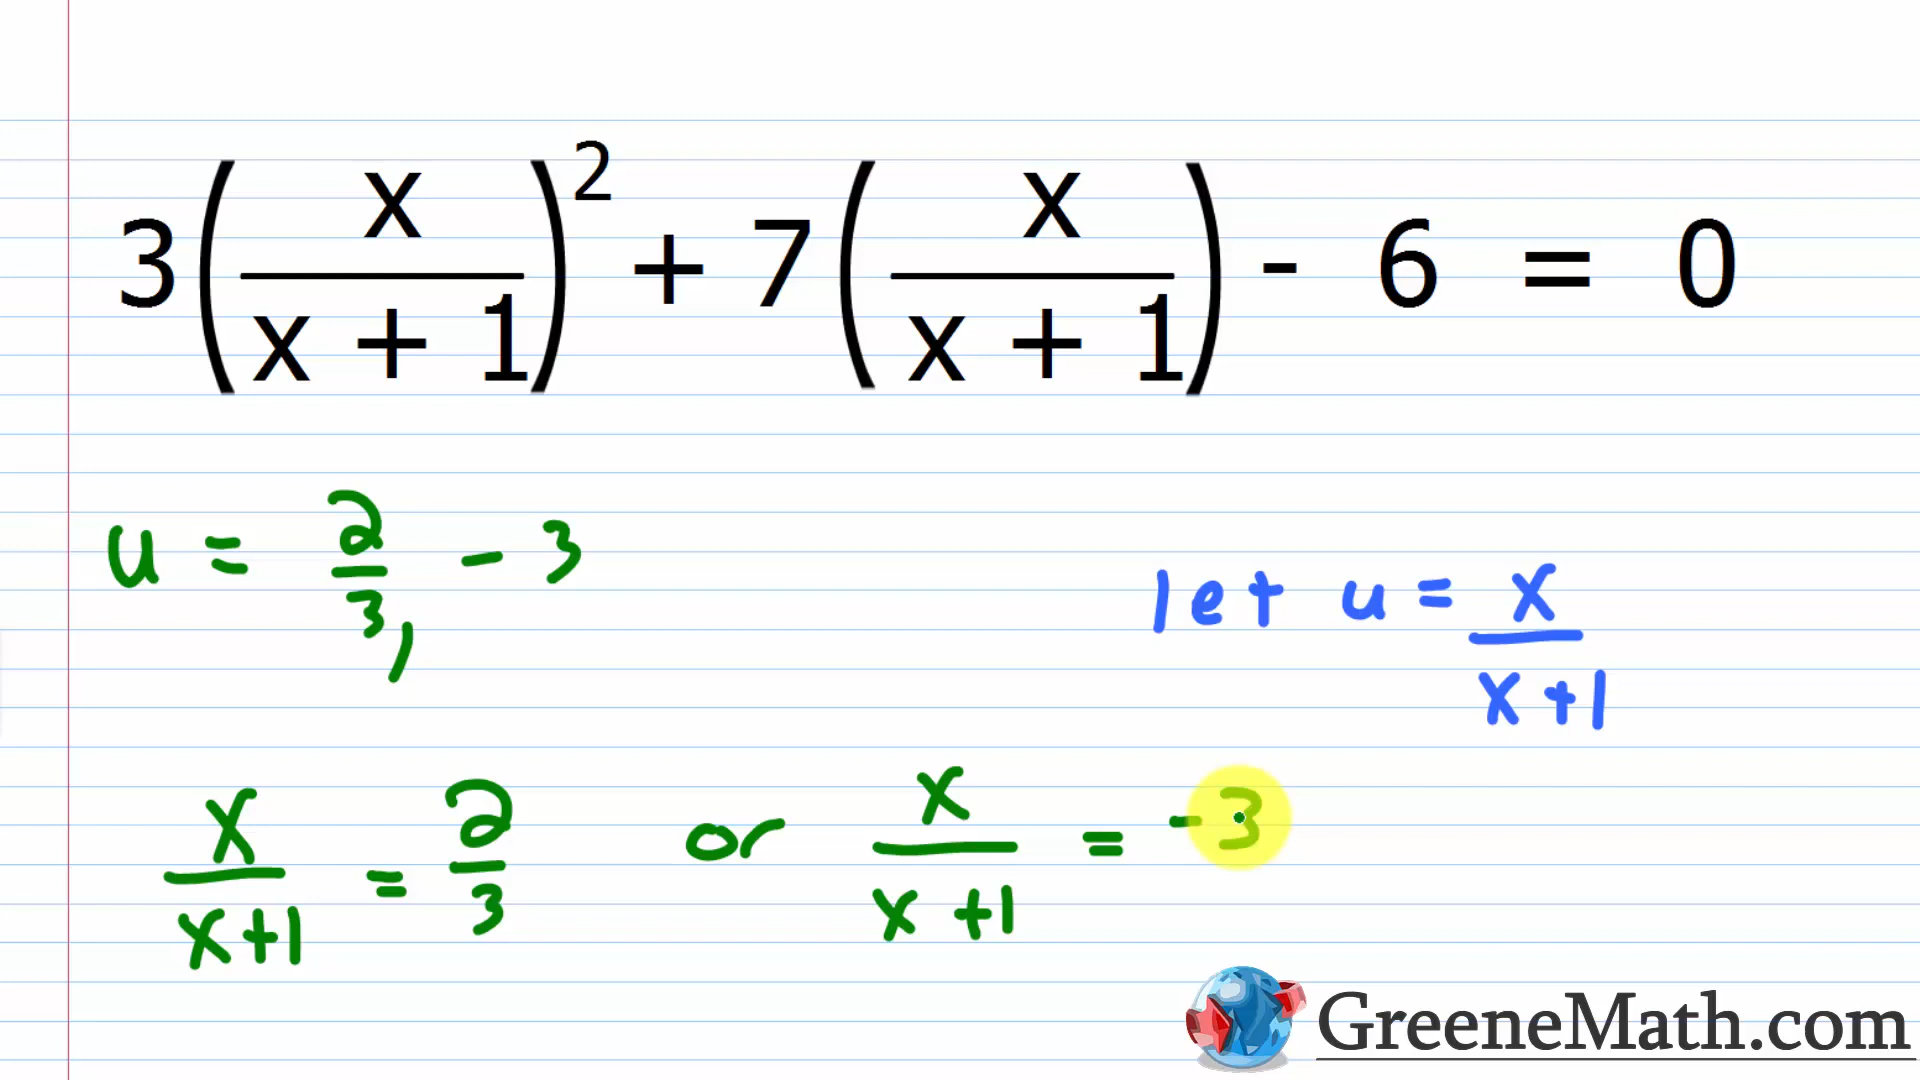 3(x/(x + 1))² + 7(x/(x + 1)) - 6 = 0
u = 2/3, -3
let u = x/(x+1)
x/(x+1) = 2/3 or x/(x+1) = -3
GreeneMath.com